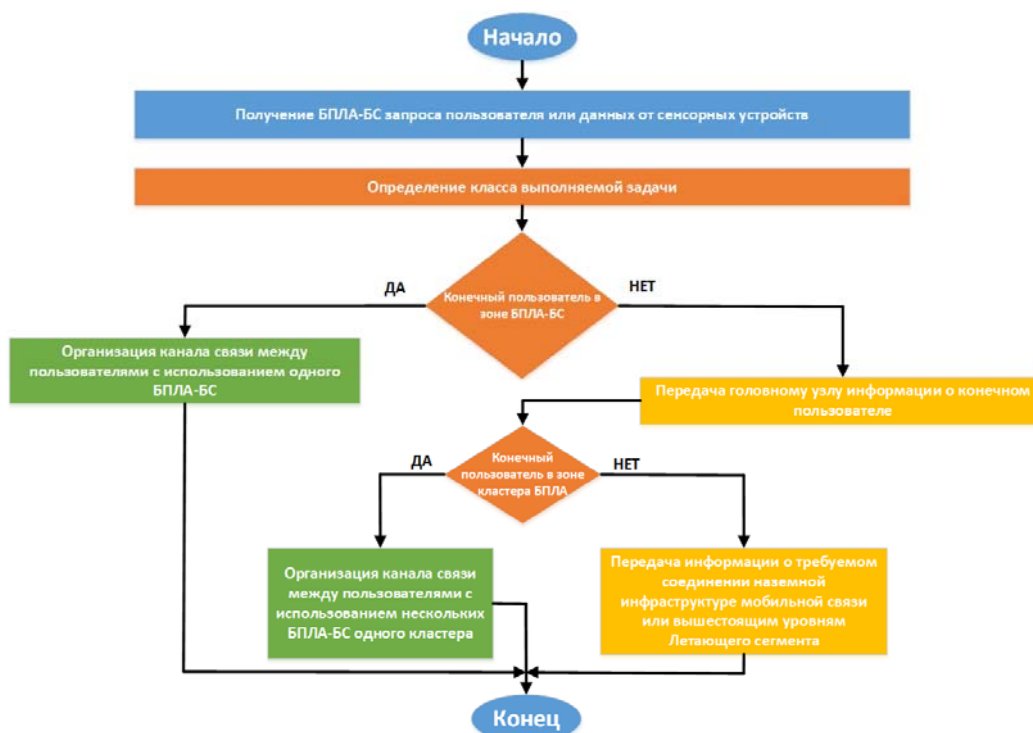 Начало
Получение БПЛА-БС запроса пользователя или данных от сенсорных устройств
Определение класса выполняемой задачи
Конечный пользователь в
зоне БПЛА-БС
ДА
НЕТ
Организация канала связи между
пользователями с использованием одного
БПЛА-БС
Передача головному узлу информации о конечном
пользователе
Конечный
пользователь в зоне
кластера БПЛА
ДА
НЕТ
Организация канала связи
между пользователями с
использованием нескольких
БПЛА-БС одного кластера
Передача информации о требуемом
соединении наземной
инфраструктуре мобильной связи
или вышестоящим уровням
Летающего сегмента
Конец